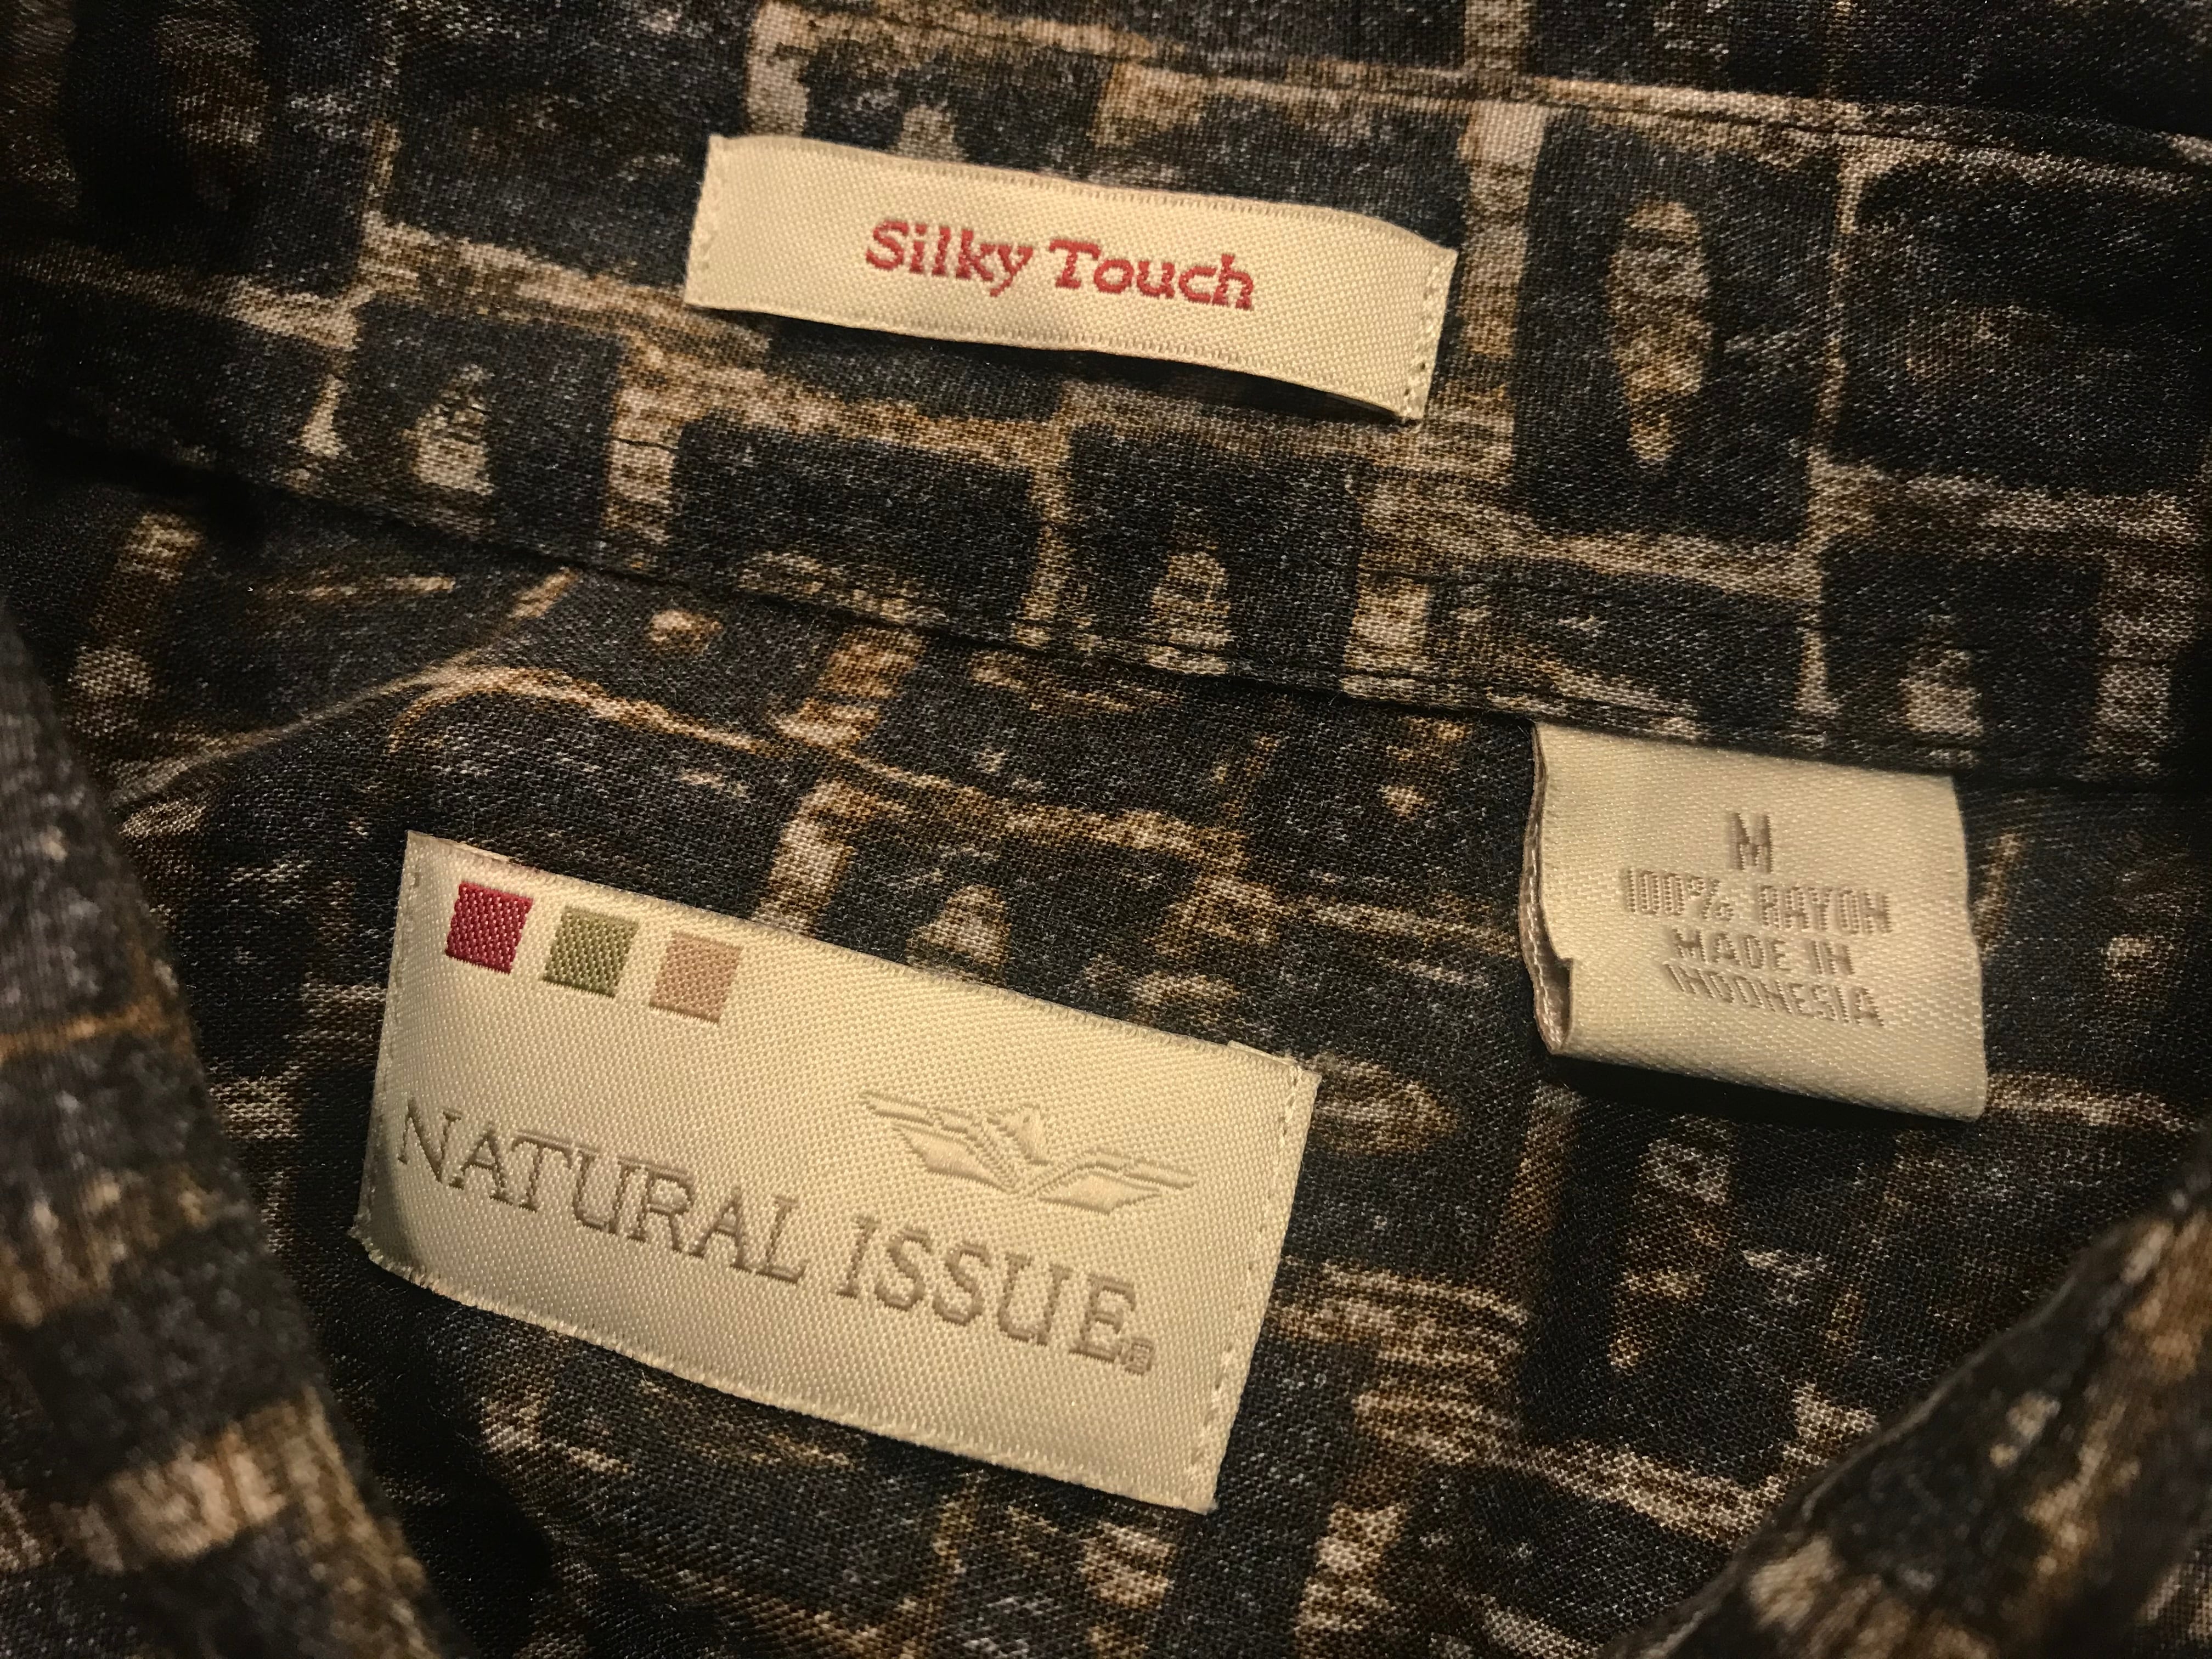 Silky Touch
M
100% RAYON
MADE IN
INDONESIA
NATURAL ISSUE®